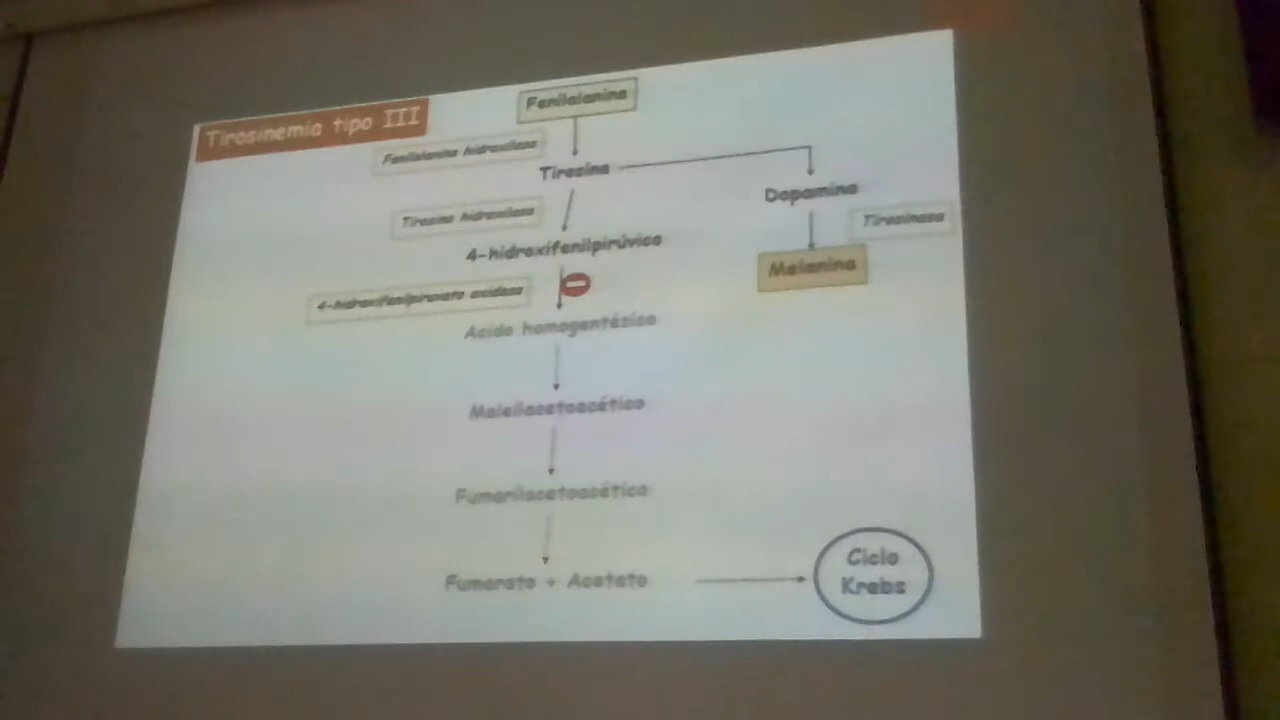 Tirosinemia tipo III
Fenilalanina
Fenilalanina hidroxilasa
Tirosina
Dopamina
Tirosina hidroxilasa
Tirosinasa
4-hidroxifenilpirúvico
Melanina
4-hidroxifenilpiruvato oxidasa
Acido homogentésico
Maleilacetoacético
Fumarilacetoacético
Fumarato + Acetato
Ciclo
Krebs